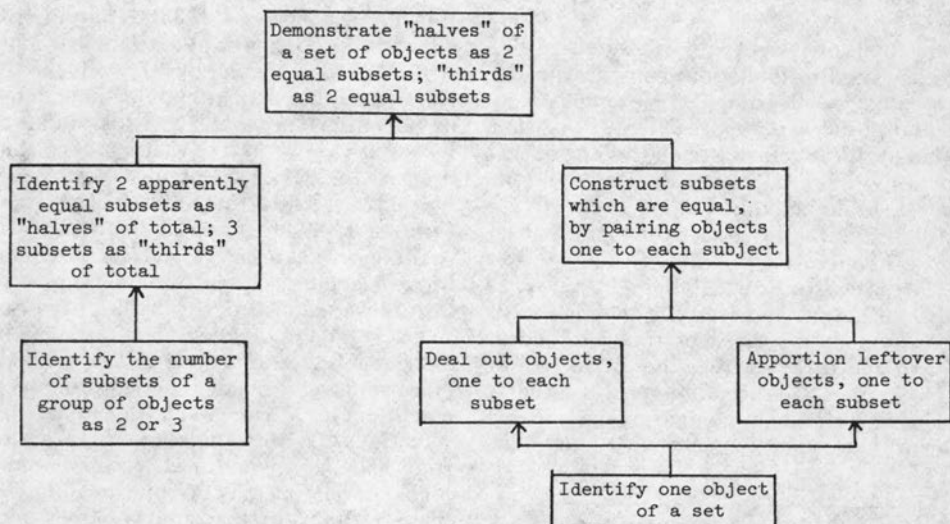 Demonstrate "halves" of
a set of objects as 2
equal subsets; "thirds"
as 2 equal subsets
Identify 2 apparently
equal subsets as
"halves" of total; 3
subsets as "thirds"
of total
Construct subsets
which are equal,
by pairing objects
one to each subject
Identify the number
of subsets of a
group of objects
as 2 or 3
Deal out objects,
one to each
subset
Apportion leftover
objects, one to
each subset
Identify one object
of a set